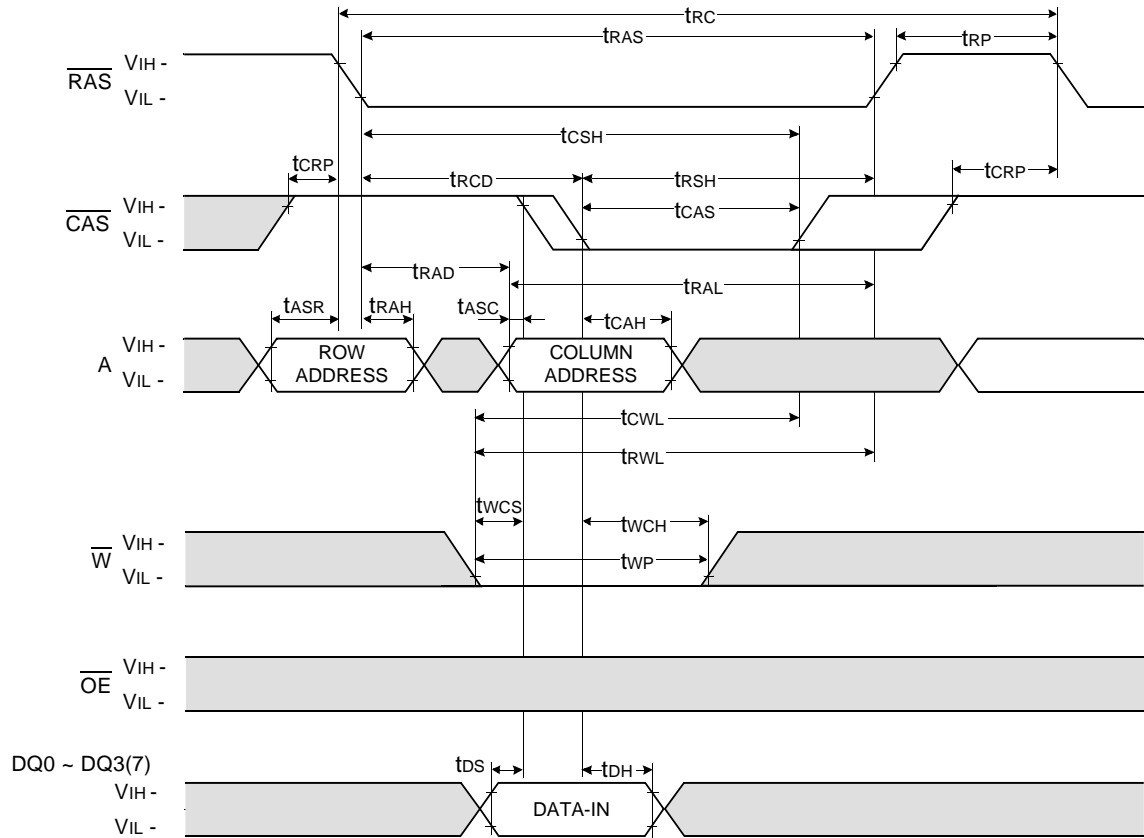 tRC
tRAS
tRP
RAS
VIH -
VIL -
tCSH
tCRP
tRCD
tRSH
tCRP
CAS
VIH -
VIL -
tCAS
tRAD
tRAL
tASR
tRAH
tASC
tCAH
A
VIH -
VIL -
ROW
ADDRESS
COLUMN
ADDRESS
tCWL
tRWL
tWCS
tWCH
W
VIH -
VIL -
tWP
OE
VIH -
VIL -
DQ0 ~ DQ3(7)
tDS
tDH
VIH -
VIL -
DATA-IN